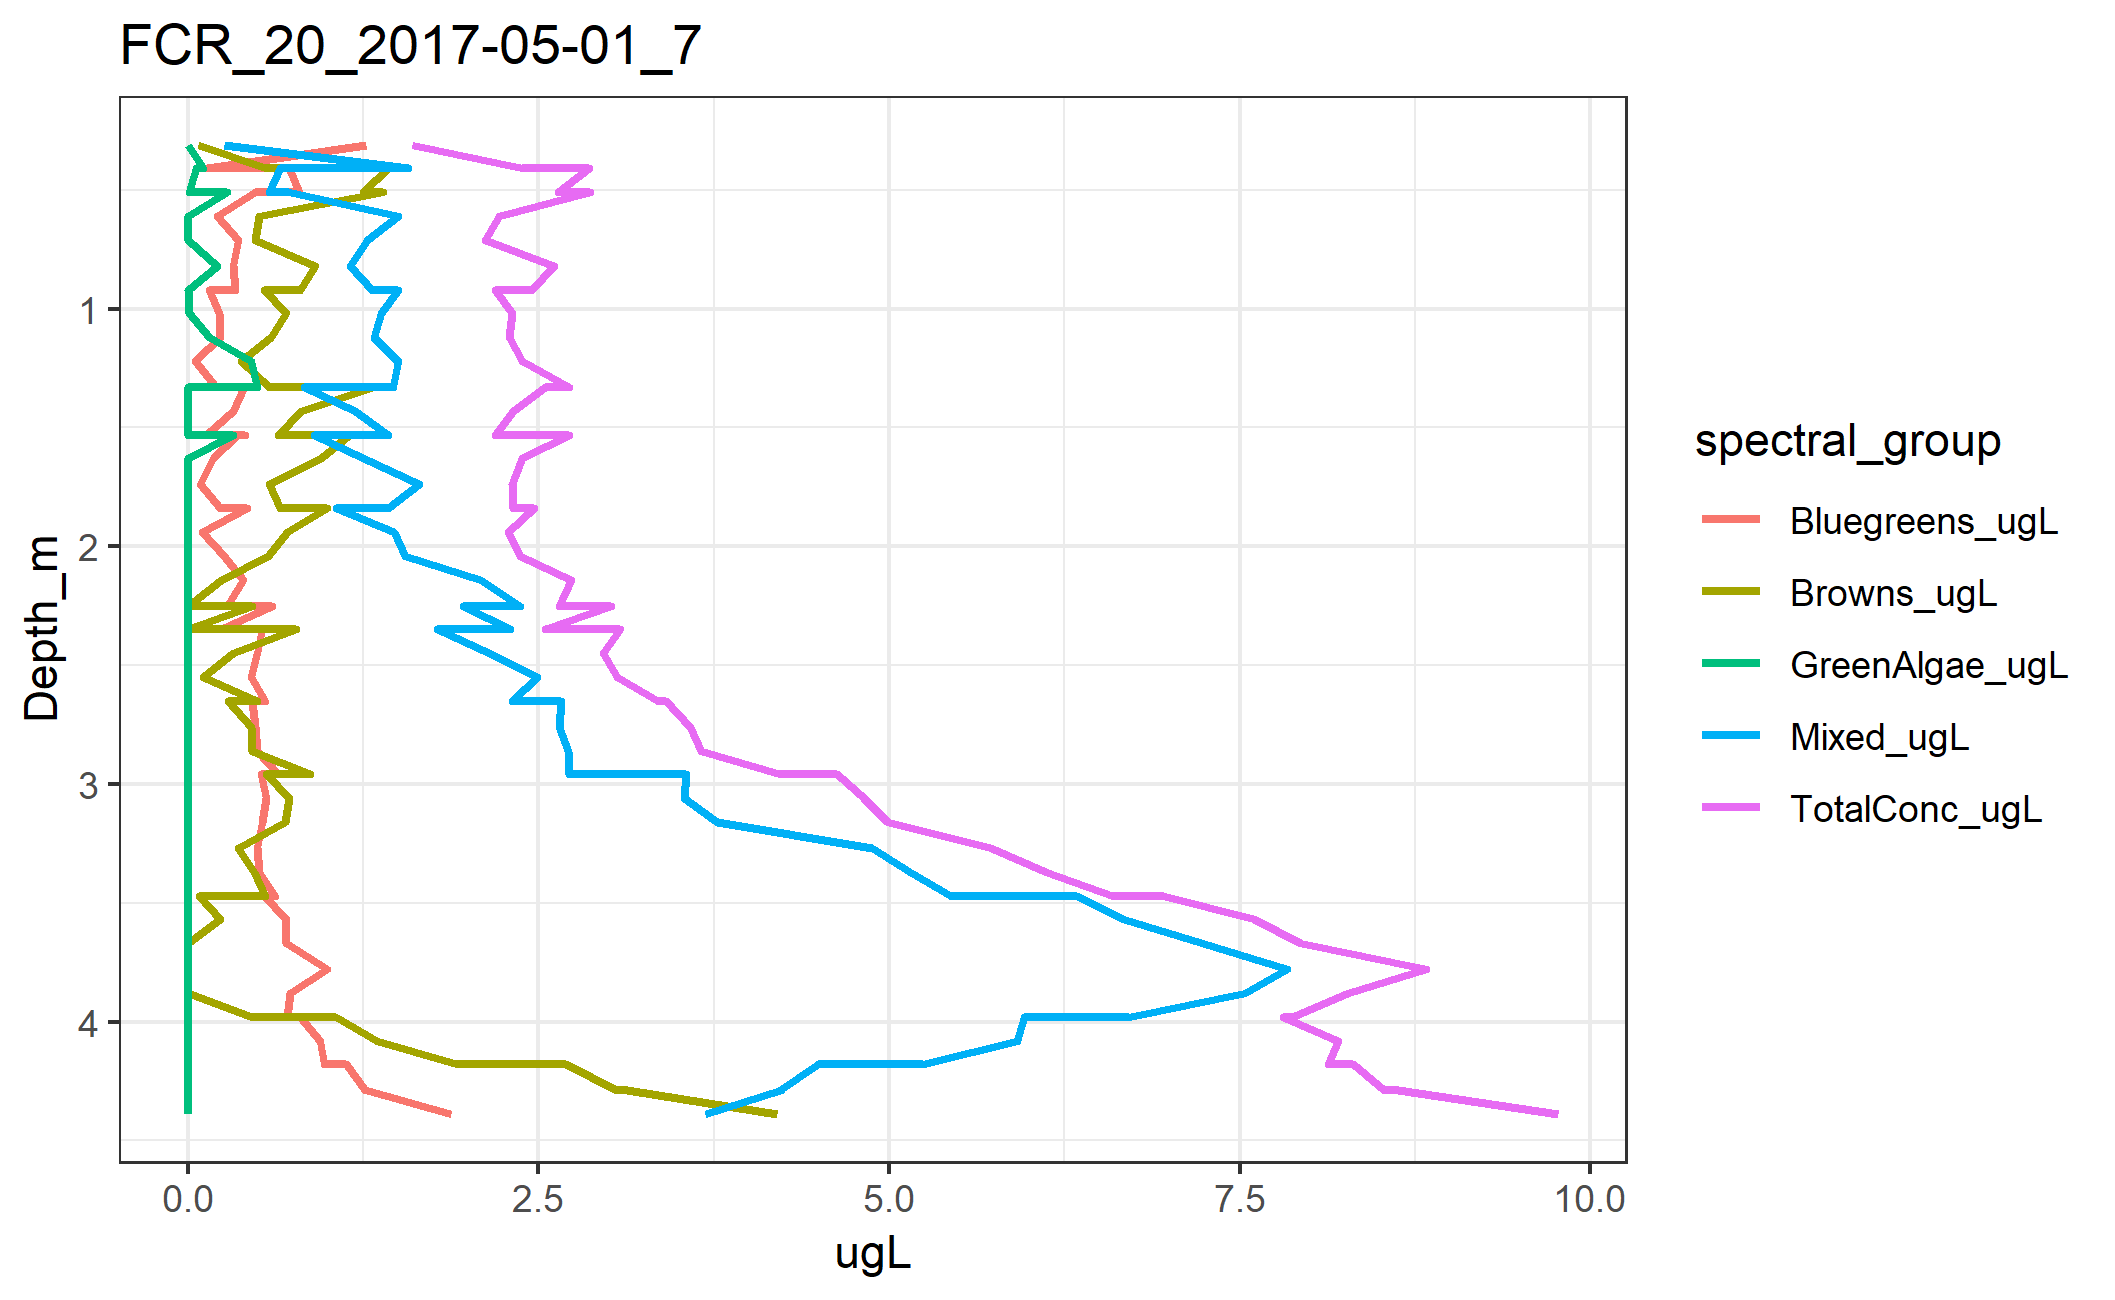 FCR_20_2017-05-01_7
Depth_m
1
2
3
4
0.0
2.5
5.0
7.5
10.0
ugL
spectral_group
Bluegreens_ugL
Browns_ugL
GreenAlgae_ugL
Mixed_ugL
TotalConc_ugL